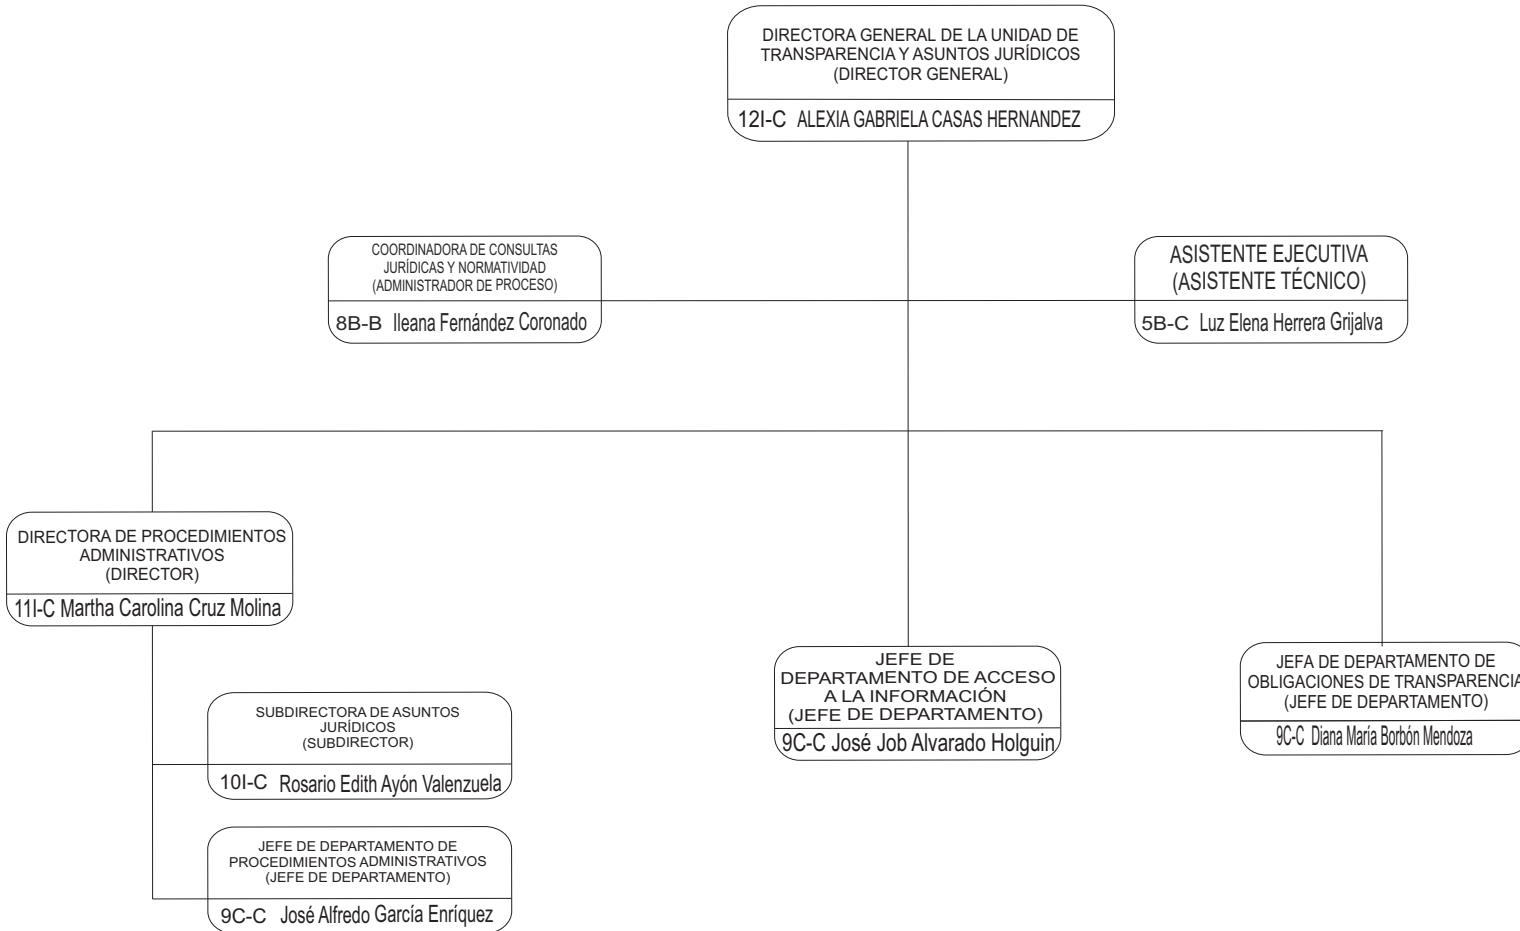 DIRECTORA GENERAL DE LA UNIDAD DE
TRANSPARENCIA Y ASUNTOS JURÍDICOS
(DIRECTOR GENERAL)
12I-C ALEXIA GABRIELA CASAS HERNANDEZ
COORDINADORA DE CONSULTAS
JURÍDICAS Y NORMATIVIDAD
(ADMINISTRADOR DE PROCESO)
8B-B Ileana Fernández Coronado
ASISTENTE EJECUTIVA
(ASISTENTE TÉCNICO)
5B-C Luz Elena Herrera Grijalva
DIRECTORA DE PROCEDIMIENTOS
ADMINISTRATIVOS
(DIRECTOR)
11I-C Martha Carolina Cruz Molina
SUBDIRECTORA DE ASUNTOS
JURÍDICOS
(SUBDIRECTOR)
10I-C Rosario Edith Ayón Valenzuela
JEFE DE DEPARTAMENTO DE
PROCEDIMIENTOS ADMINISTRATIVOS
(JEFE DE DEPARTAMENTO)
9C-C José Alfredo García Enríquez
JEFE DE
DEPARTAMENTO DE ACCESO
A LA INFORMACIÓN
(JEFE DE DEPARTAMENTO)
9C-C José Job Alvarado Holguin
JEFA DE DEPARTAMENTO DE
OBLIGACIONES DE TRANSPARENCIA
(JEFE DE DEPARTAMENTO)
9C-C Diana María Borbón Mendoza